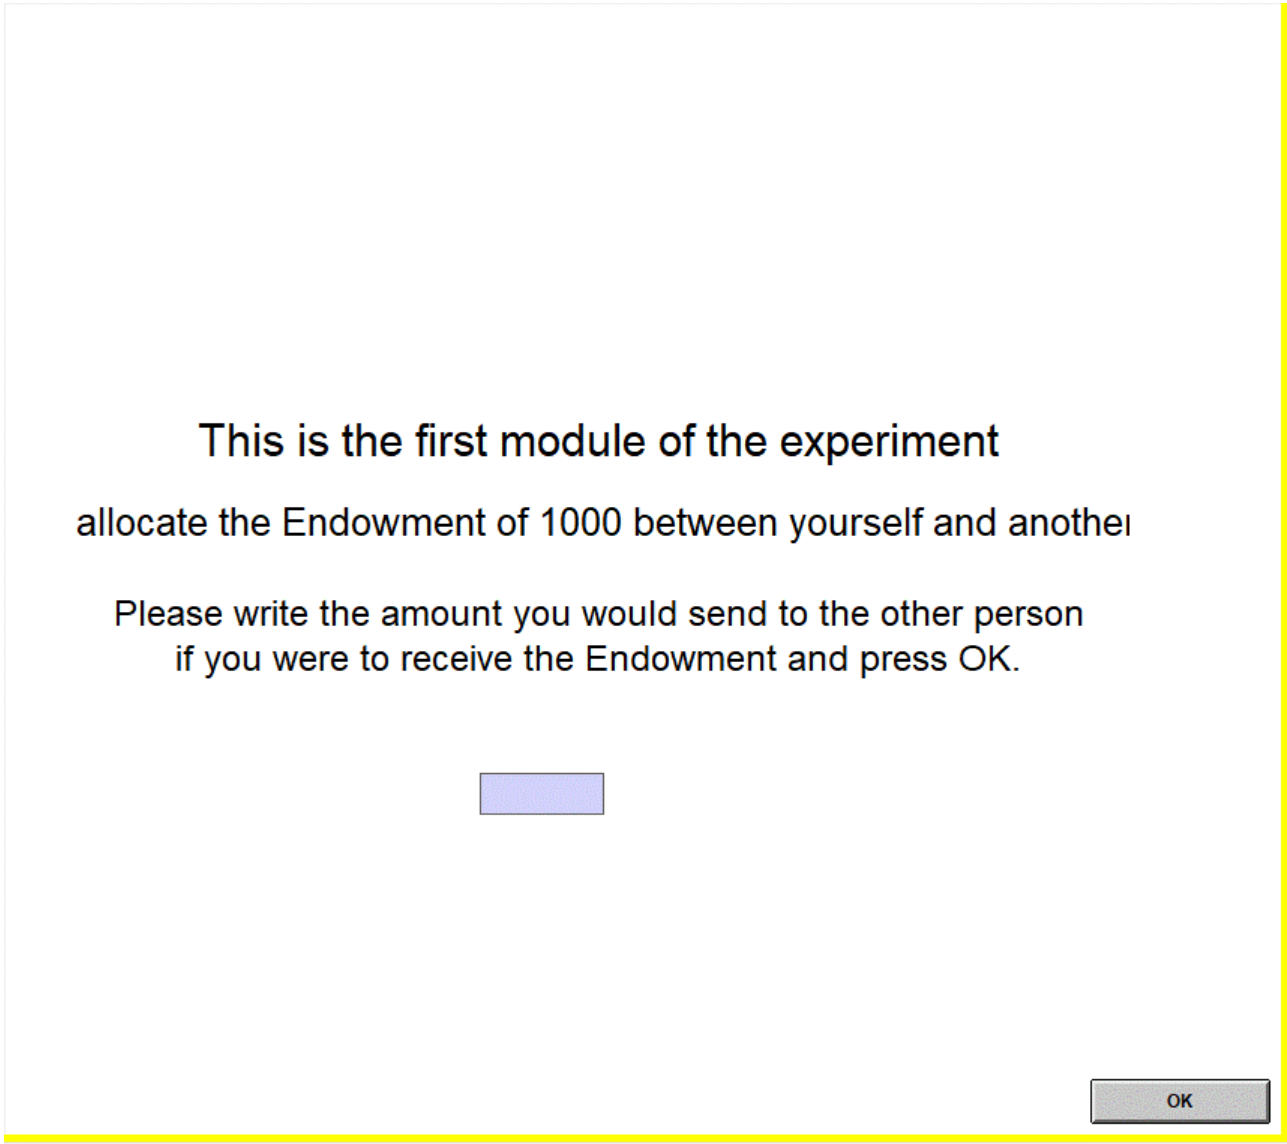 This is the first module of the experiment
allocate the Endowment of 1000 between yourself and another
Please write the amount you would send to the other person
if you were to receive the Endowment and press OK.
OK